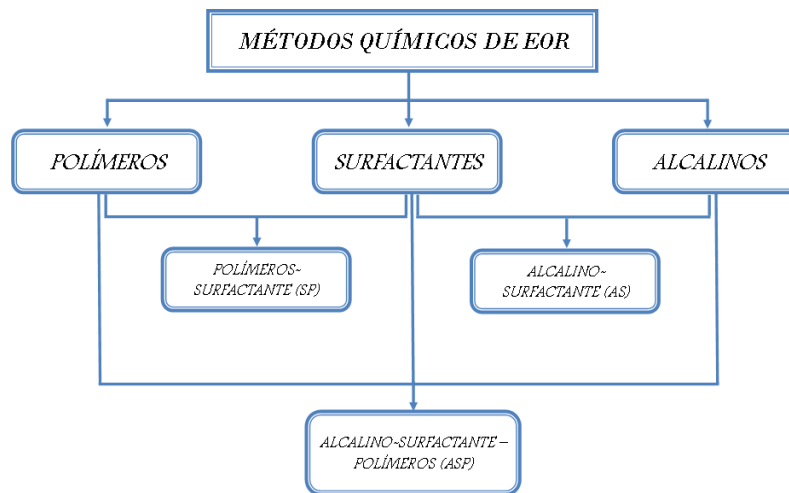 MÉTODOS QUÍMICOS DE EOR
POLÍMEROS
SURFACTANTES
ALCALINOS
POLÍMEROS-
SURFACTANTE (SP)
ALCALINO-
SURFACTANTE (AS)
ALCALINO-SURFACTANTE –
POLÍMEROS (ASP)